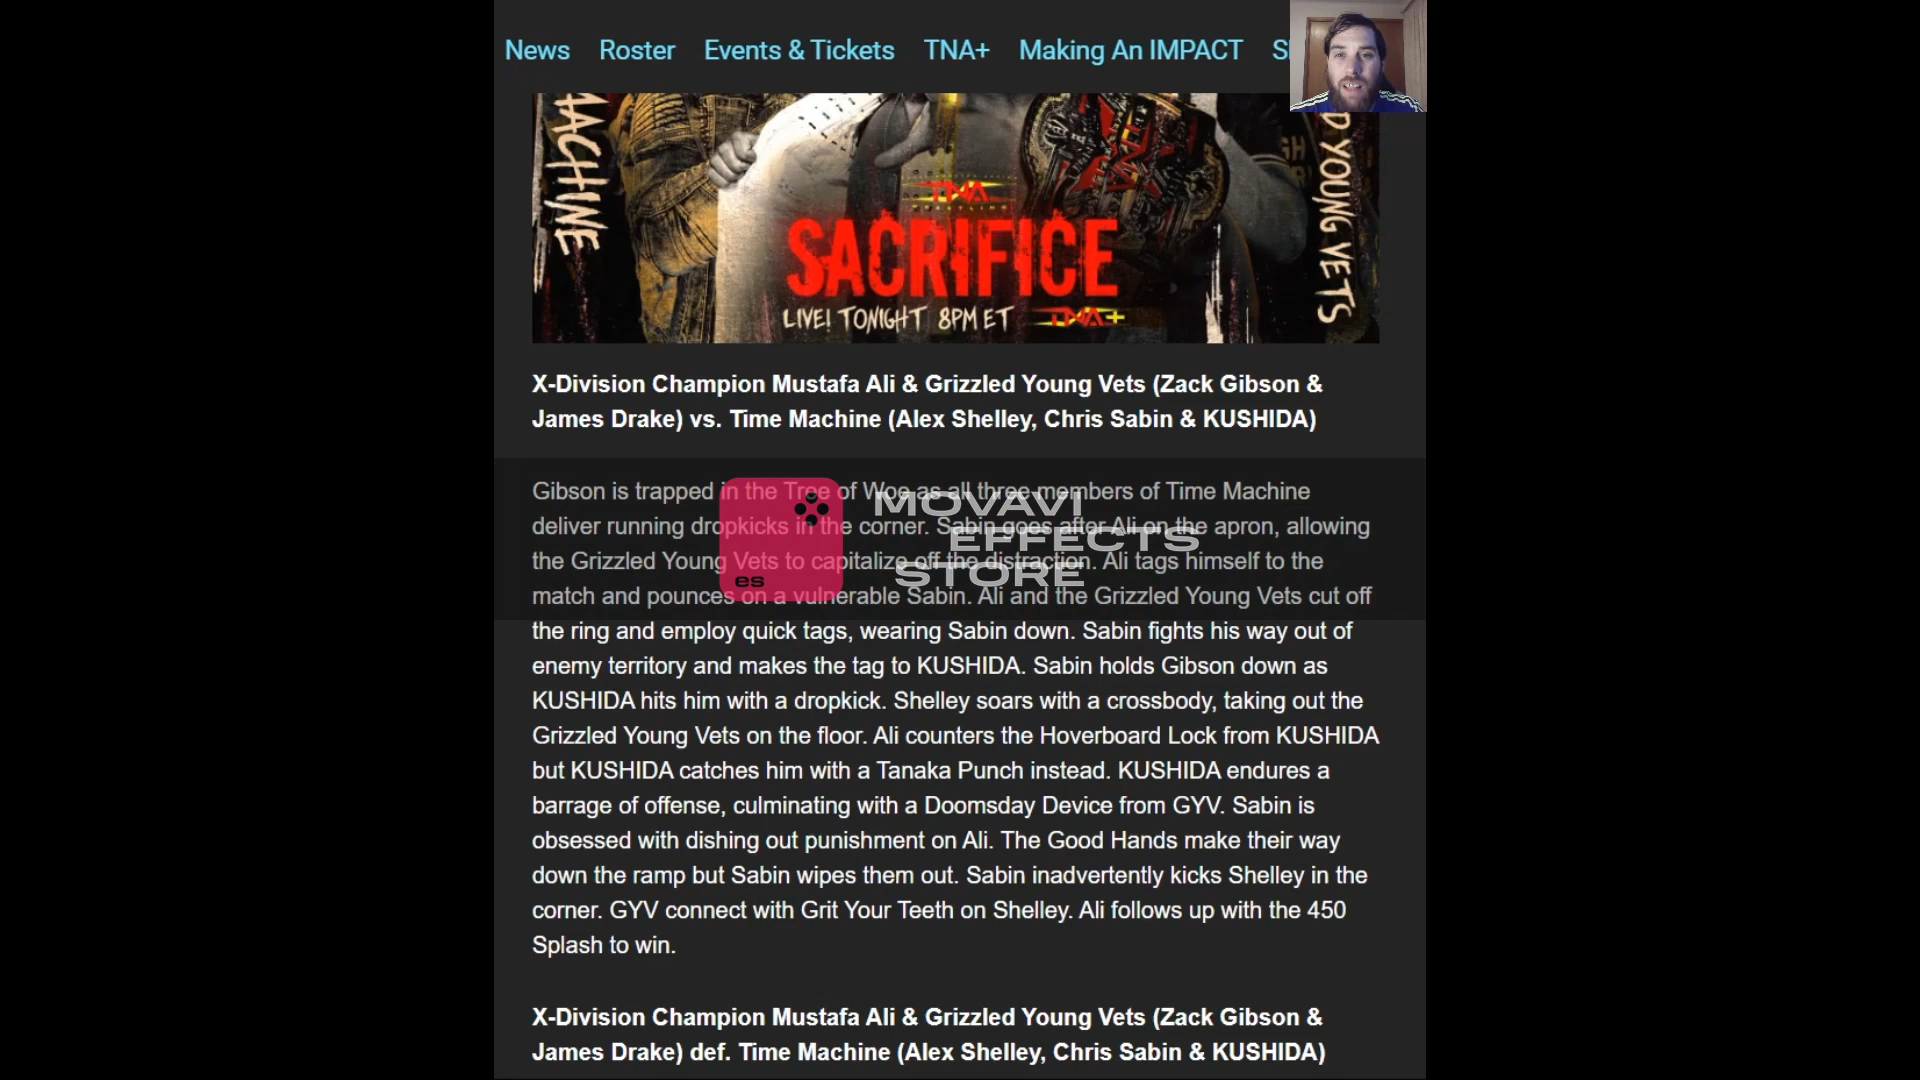 News Roster Events & Tickets TNA+ Making An IMPACT
MACHINE
YOUNG VETS
TNA
WRESTLING
SACRIFICE
LIVE! TONIGHT 8PM ET TNA+
X-Division Champion Mustafa Ali & Grizzled Young Vets (Zack Gibson &
James Drake) vs. Time Machine (Alex Shelley, Chris Sabin & KUSHIDA)
Gibson is trapped in the Tree of Woe as all three members of Time Machine
deliver running dropkicks in the corner. Sabin goes after Ali on the apron, allowing
the Grizzled Young Vets to capitalize off the distraction. Ali tags himself to the
match and pounces on a vulnerable Sabin. Ali and the Grizzled Young Vets cut off
the ring and employ quick tags, wearing Sabin down. Sabin fights his way out of
enemy territory and makes the tag to KUSHIDA. Sabin holds Gibson down as
KUSHIDA hits him with a dropkick. Shelley soars with a crossbody, taking out the
Grizzled Young Vets on the floor. Ali counters the Hoverboard Lock from KUSHIDA
but KUSHIDA catches him with a Tanaka Punch instead. KUSHIDA endures a
barrage of offense, culminating with a Doomsday Device from GYV. Sabin is
obsessed with dishing out punishment on Ali. The Good Hands make their way
down the ramp but Sabin wipes them out. Sabin inadvertently kicks Shelley in the
corner. GYV connect with Grit Your Teeth on Shelley. Ali follows up with the 450
Splash to win.
X-Division Champion Mustafa Ali & Grizzled Young Vets (Zack Gibson &
James Drake) def. Time Machine (Alex Shelley, Chris Sabin & KUSHIDA)
es
MOVAVI
EFFECTS
STORE